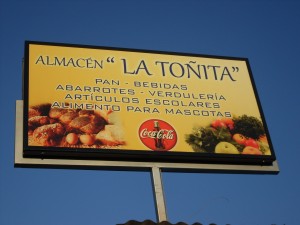 ALMACÉN "LA TOÑITA"
PAN - BEBIDAS
ABARROTES - VERDULERÍA
ARTÍCULOS ESCOLARES
ALIMENTO PARA MASCOTAS
Coca-Cola